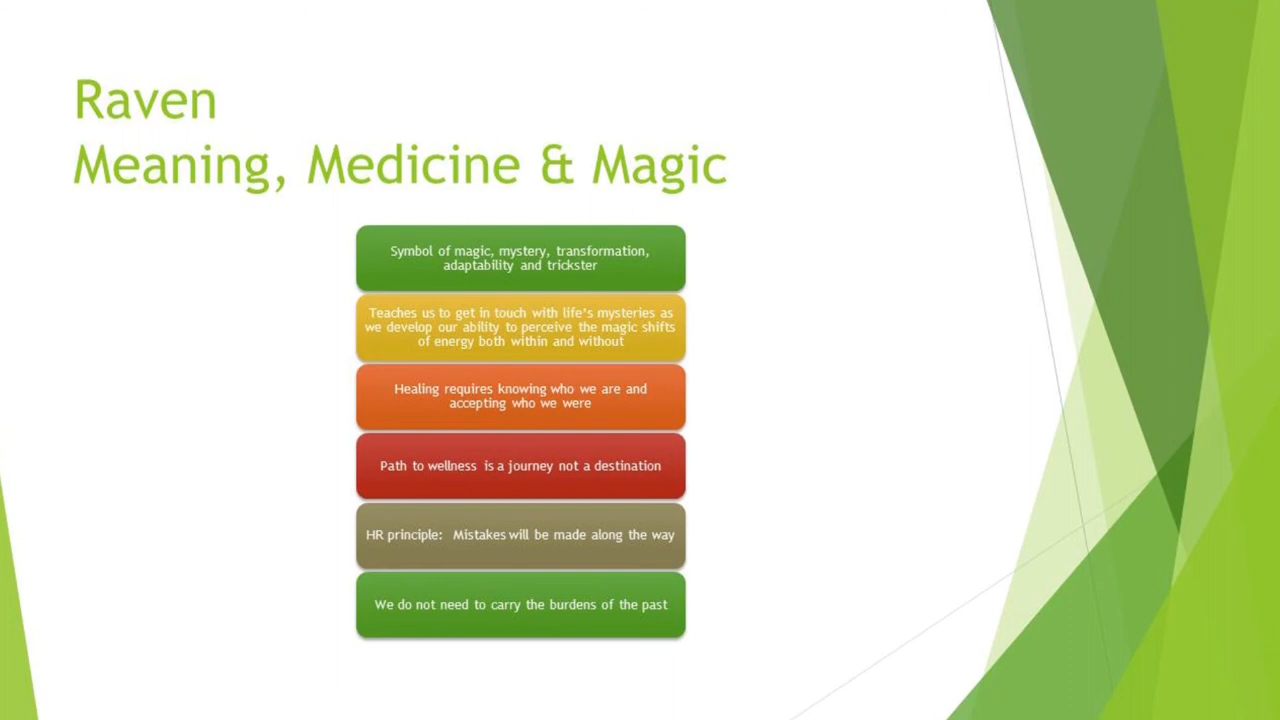 Raven
Meaning, Medicine & Magic
Symbol of magic, mystery, transformation,
adaptability and trickster
Teaches us to get in touch with life's mysteries as
we develop our ability to perceive the magic shifts
of energy both within and without
Healing requires knowing who we are and
accepting who we were
Path to wellness is a journey not a destination
HR principle: Mistakes will be made along the way
We do not need to carry the burdens of the past